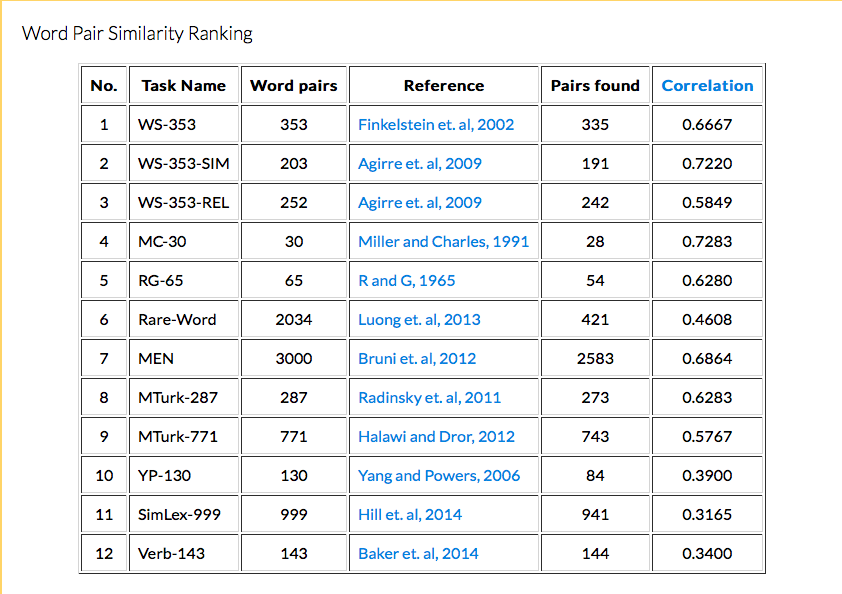 Word Pair Similarity Ranking
No. Task Name Word pairs Reference Pairs found Correlation
1 WS-353 353 Finkelstein et. al, 2002 335 0.6667
2 WS-353-SIM 203 Agirre et. al, 2009 191 0.7220
3 WS-353-REL 252 Agirre et. al, 2009 242 0.5849
4 MC-30 30 Miller and Charles, 1991 28 0.7283
5 RG-65 65 R and G, 1965 54 0.6280
6 Rare-Word 2034 Luong et. al, 2013 421 0.4608
7 MEN 3000 Bruni et. al, 2012 2583 0.6864
8 MTurk-287 287 Radinsky et. al, 2011 273 0.6283
9 MTurk-771 771 Halawi and Dror, 2012 743 0.5767
10 YP-130 130 Yang and Powers, 2006 84 0.3900
11 SimLex-999 999 Hill et. al, 2014 941 0.3165
12 Verb-143 143 Baker et. al, 2014 144 0.3400